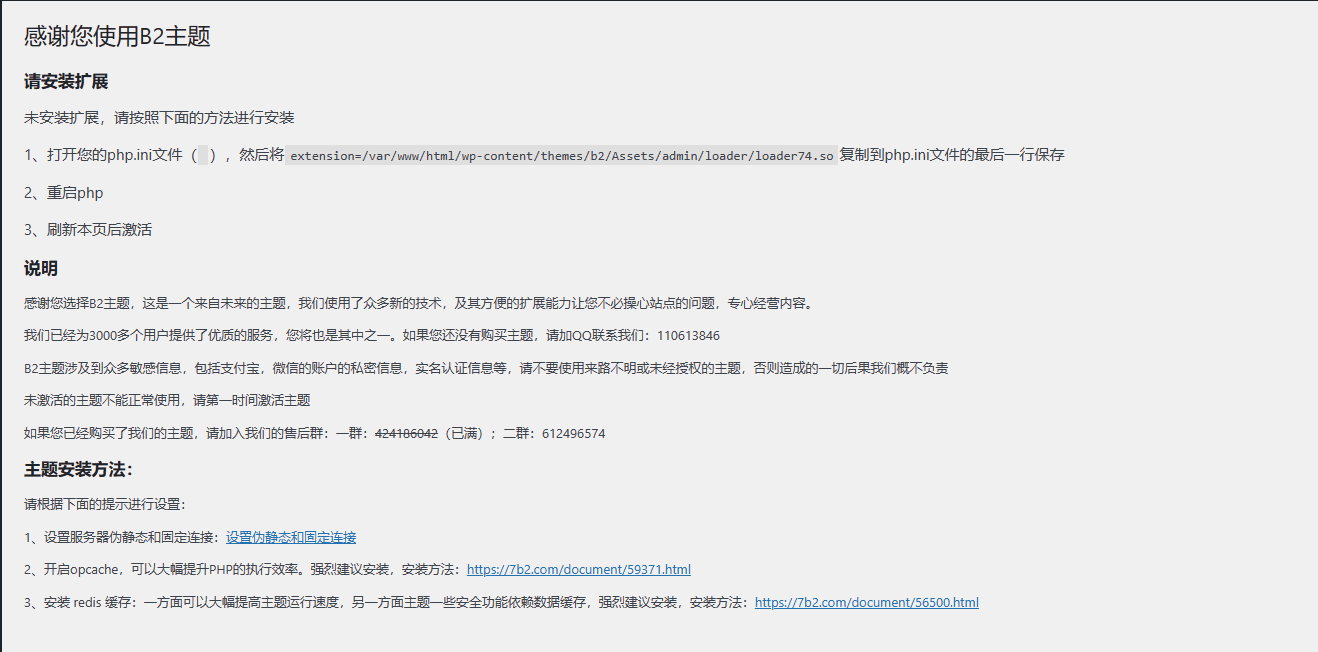 感谢您使用B2主题
请安装扩展
未安装扩展，请按照下面的方法进行安装
1、打开您的php.ini文件（ ），然后将 extension=/var/www/html/wp-content/themes/b2/Assets/admin/loader/loader74.so 复制到php.ini文件的最后一行保存
2、重启php
3、刷新本页后激活
说明
感谢您选择B2主题，这是一个来自未来的主题，我们使用了众多新的技术，及其方便的扩展能力让您不必操心站点的问题，专心经营内容。
我们已经为3000多个用户提供了优质的服务，您将也是其中之一。如果您还没有购买主题，请加QQ联系我们：110613846
B2主题涉及到众多敏感信息，包括支付宝，微信的账户的私密信息，实名认证信息等，请不要使用来路不明或未经授权的主题，否则造成的一切后果我们概不负责
未激活的主题不能正常使用，请第一时间激活主题
如果您已经购买了我们的主题，请加入我们的售后群：一群：424186042（已满）；二群：612496574
主题安装方法：
请根据下面的提示进行设置：
1、设置服务器伪静态和固定连接：设置伪静态和固定连接
2、开启opcache，可以大幅提升PHP的执行效率。强烈建议安装，安装方法：https://7b2.com/document/59371.html
3、安装 redis 缓存：一方面可以大幅提高主题运行速度，另一方面主题一些安全功能依赖数据缓存，强烈建议安装，安装方法：https://7b2.com/document/56500.html